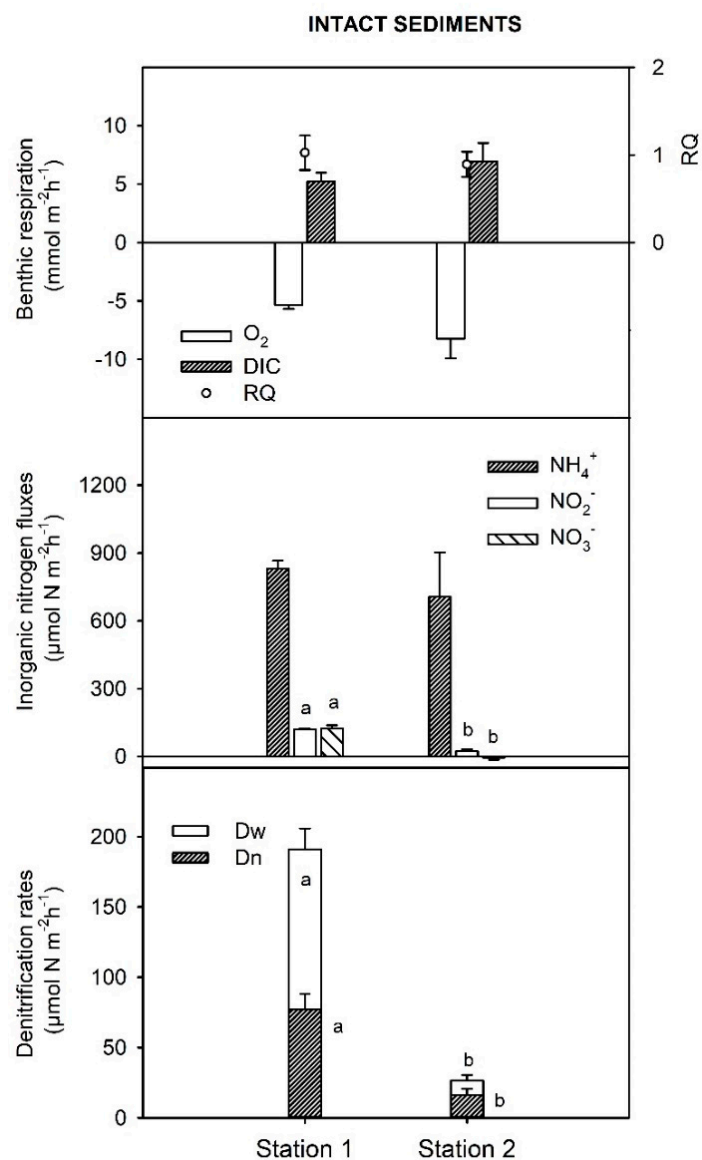 INTACT SEDIMENTS
Benthic respiration
(mmol m⁻²h⁻¹)
10
5
0
-5
-10
2
1
0
RQ
O₂
DIC
RQ
Inorganic nitrogen fluxes
(µmol N m⁻²h⁻¹)
1200
900
600
300
0
NH₄⁺
NO₂⁻
NO₃⁻
a a
b b
Denitrification rates
(µmol N m⁻²h⁻¹)
200
150
100
50
0
Dw
Dn
a
a
b
b
Station 1 Station 2